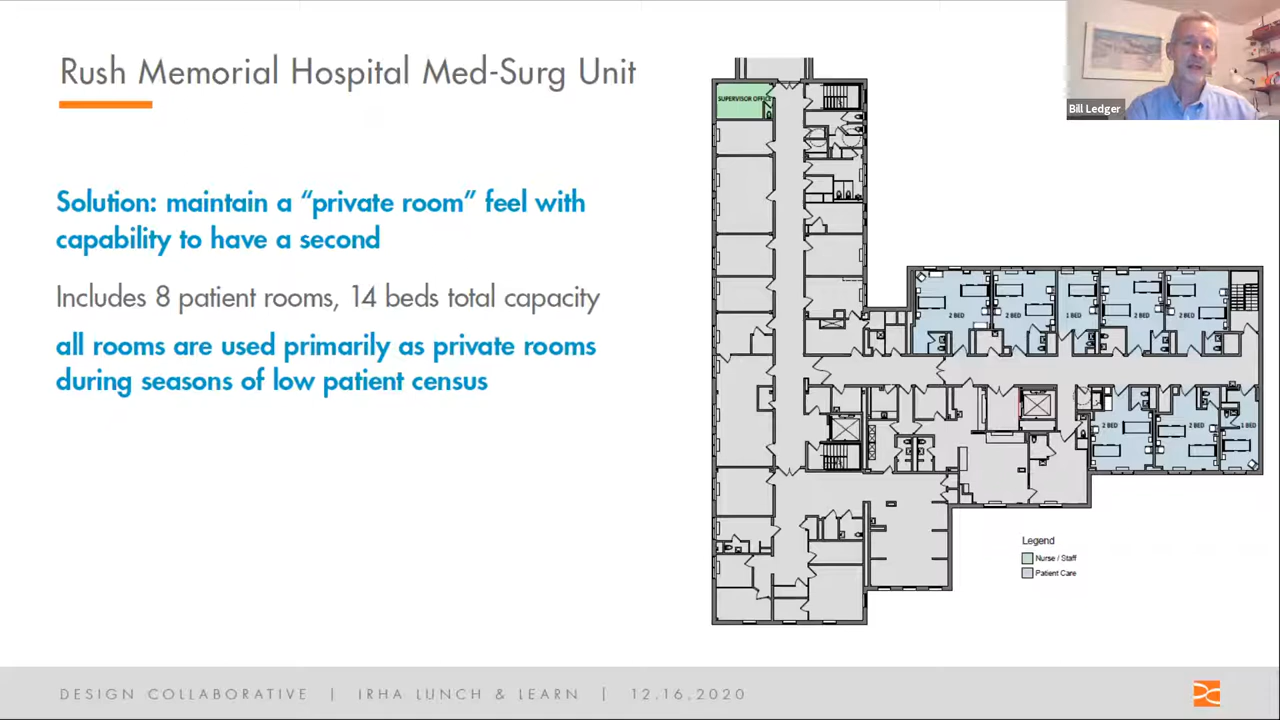 Rush Memorial Hospital Med-Surg Unit
Bill Ledger
Solution: maintain a “private room” feel with
capability to have a second
Includes 8 patient rooms, 14 beds total capacity
all rooms are used primarily as private rooms
during seasons of low patient census
SUPERVISOR OFFICE
2 BED
2 BED
1 BED
2 BED
2 BED
2 BED
2 BED
1 BED
Legend
Nurse / Staff
Patient Care
DESIGN COLLABORATIVE | IRHA LUNCH & LEARN | 12.16.2020